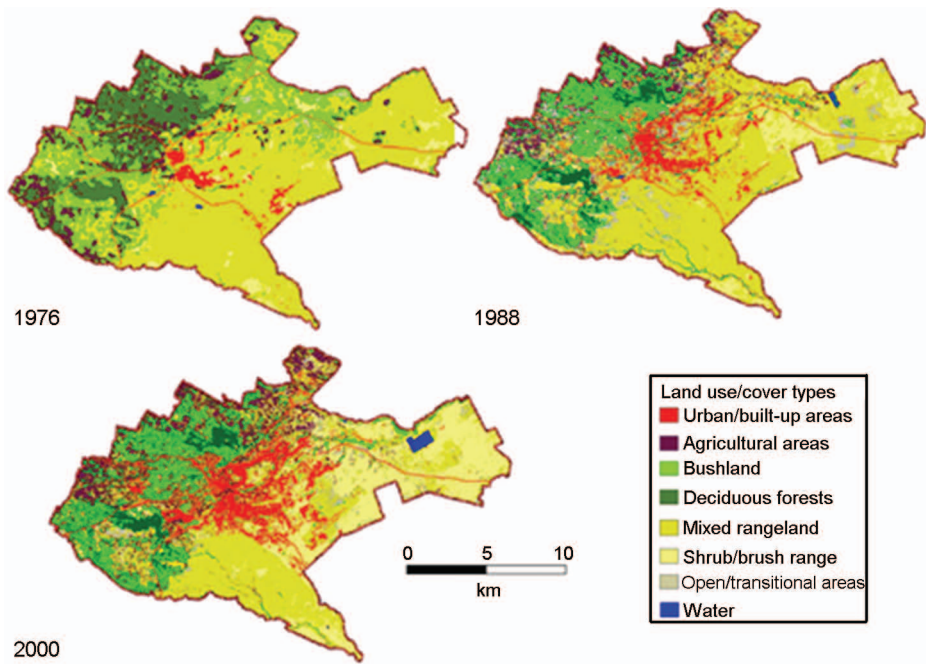 1976
1988
2000
0 5 10
km
Land use/cover types
Urban/built-up areas
Agricultural areas
Bushland
Deciduous forests
Mixed rangeland
Shrub/brush range
Open/transitional areas
Water